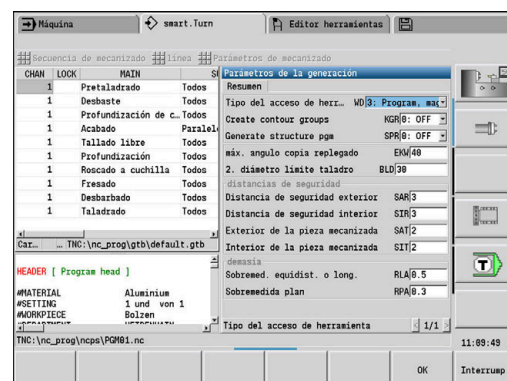 Máquina
smart.Turn
Editor herramientas
Secuencia de mecanizado
línea
Parámetros de mecanizado
CHAN LOCK MAIN
1 Pretaladrado Todos
1 Desbaste Todos
1 Profundización de c… Todos
1 Acabado Paralel
1 Tallado libre Todos
1 Profundización Todos
1 Roscado a cuchilla Todos
1 Fresado Todos
1 Desbarbado Todos
1 Taladrado Todos
Car… … TNC:\nc_prog\gtb\default.gtb
HEADER [ Program head ]
#MATERIAL Aluminium
#SETTING 1 und von 1
#WORKPIECE Bolzen
TNC:\nc_prog\ncps\PGM01.nc
Parámetros de la generación
Resumen
Tipo del acceso de herr… WD 3: Program, mag
Create contour groups KGR 0: OFF
Generate structure pgm SPR 0: OFF
máx. angulo copia replegado EKW 40
2. diámetro límite taladro BLD 30
distancias de seguridad
Distancia de seguridad exterior SAR 3
Distancia de seguridad interior SIR 3
Exterior de la pieza mecanizada SAT 2
Interior de la pieza mecanizada SIT 2
demasía
Sobremed. equidist. o long. RLA 0.5
Sobremedida plan RPA 0.3
Tipo del acceso de herramienta 1/1
T
11:09:49
OK
Interrump